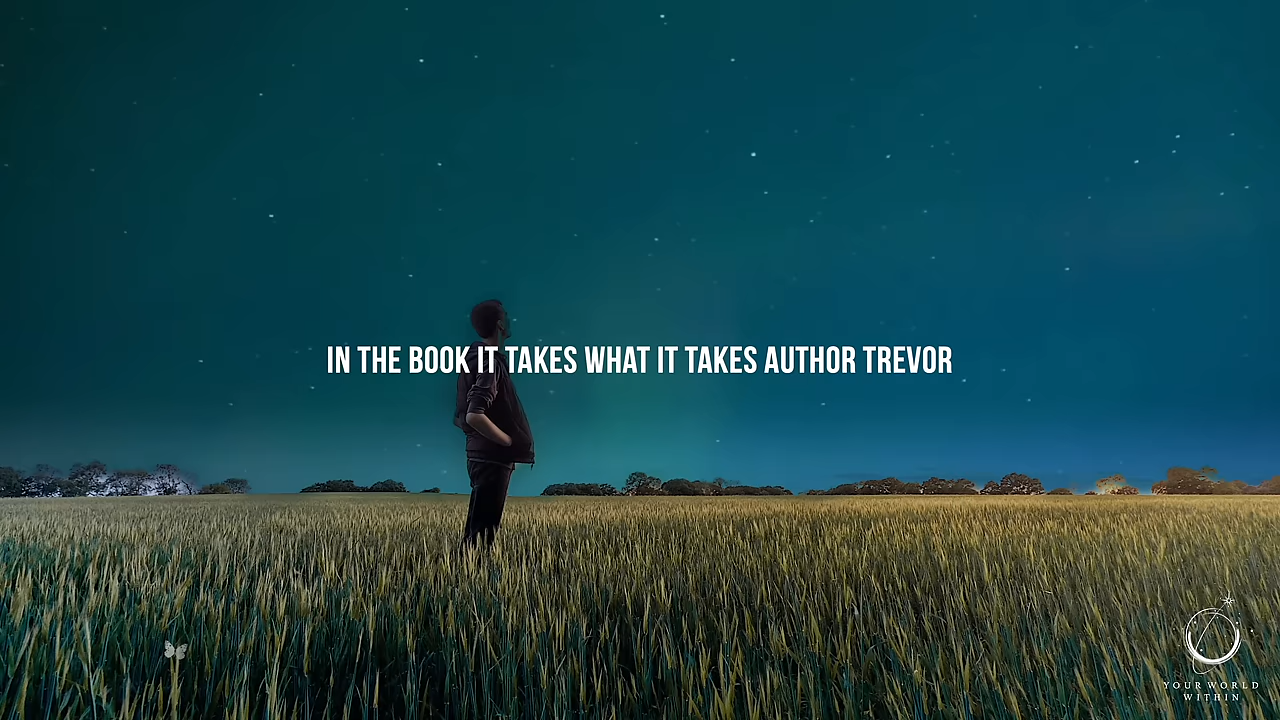 IN THE BOOK IT TAKES WHAT IT TAKES AUTHOR TREVOR
YOUR WORLD
WITHIN